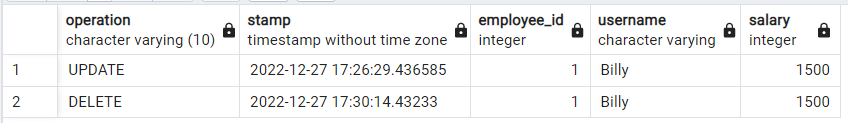 operation stamp employee_id username salary
character varying (10) timestamp without time zone integer character varying integer
1 UPDATE 2022-12-27 17:26:29.436585 1 Billy 1500
2 DELETE 2022-12-27 17:30:14.43233 1 Billy 1500